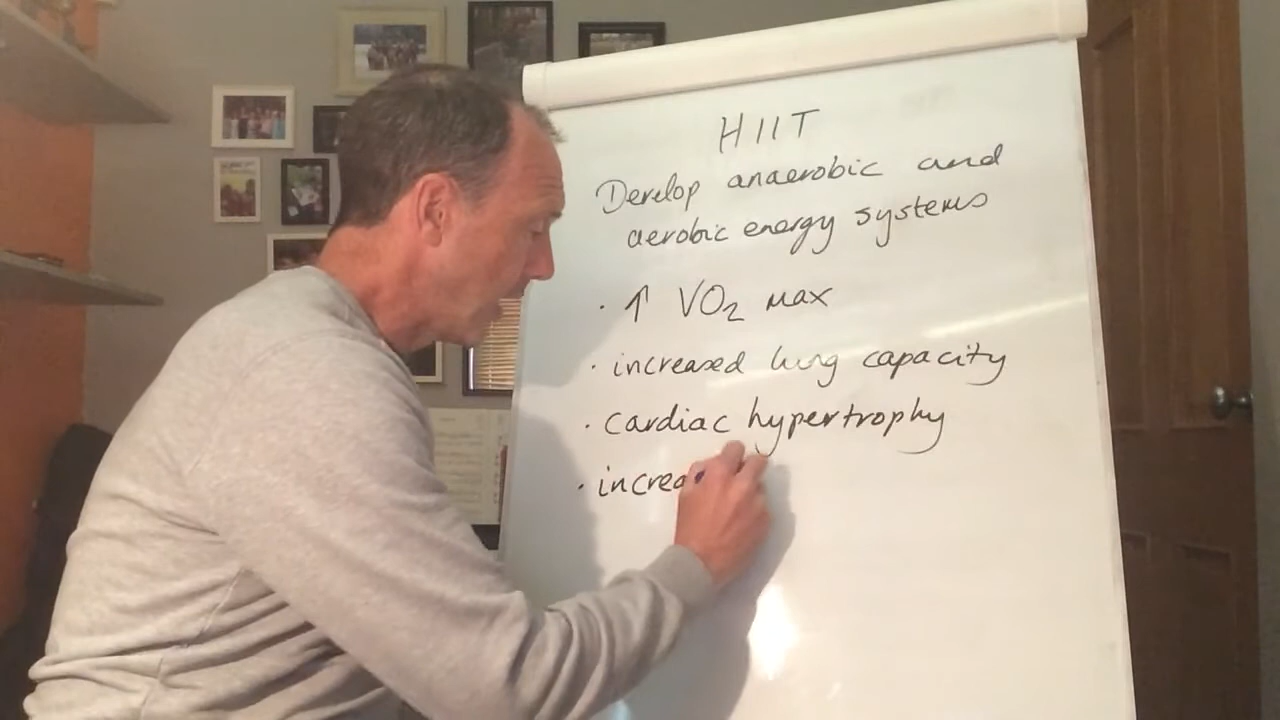 HIIT
Develop anaerobic and
aerobic energy systems
· ↑ VO₂ max
· increased lung capacity
· cardiac hypertrophy
· increa